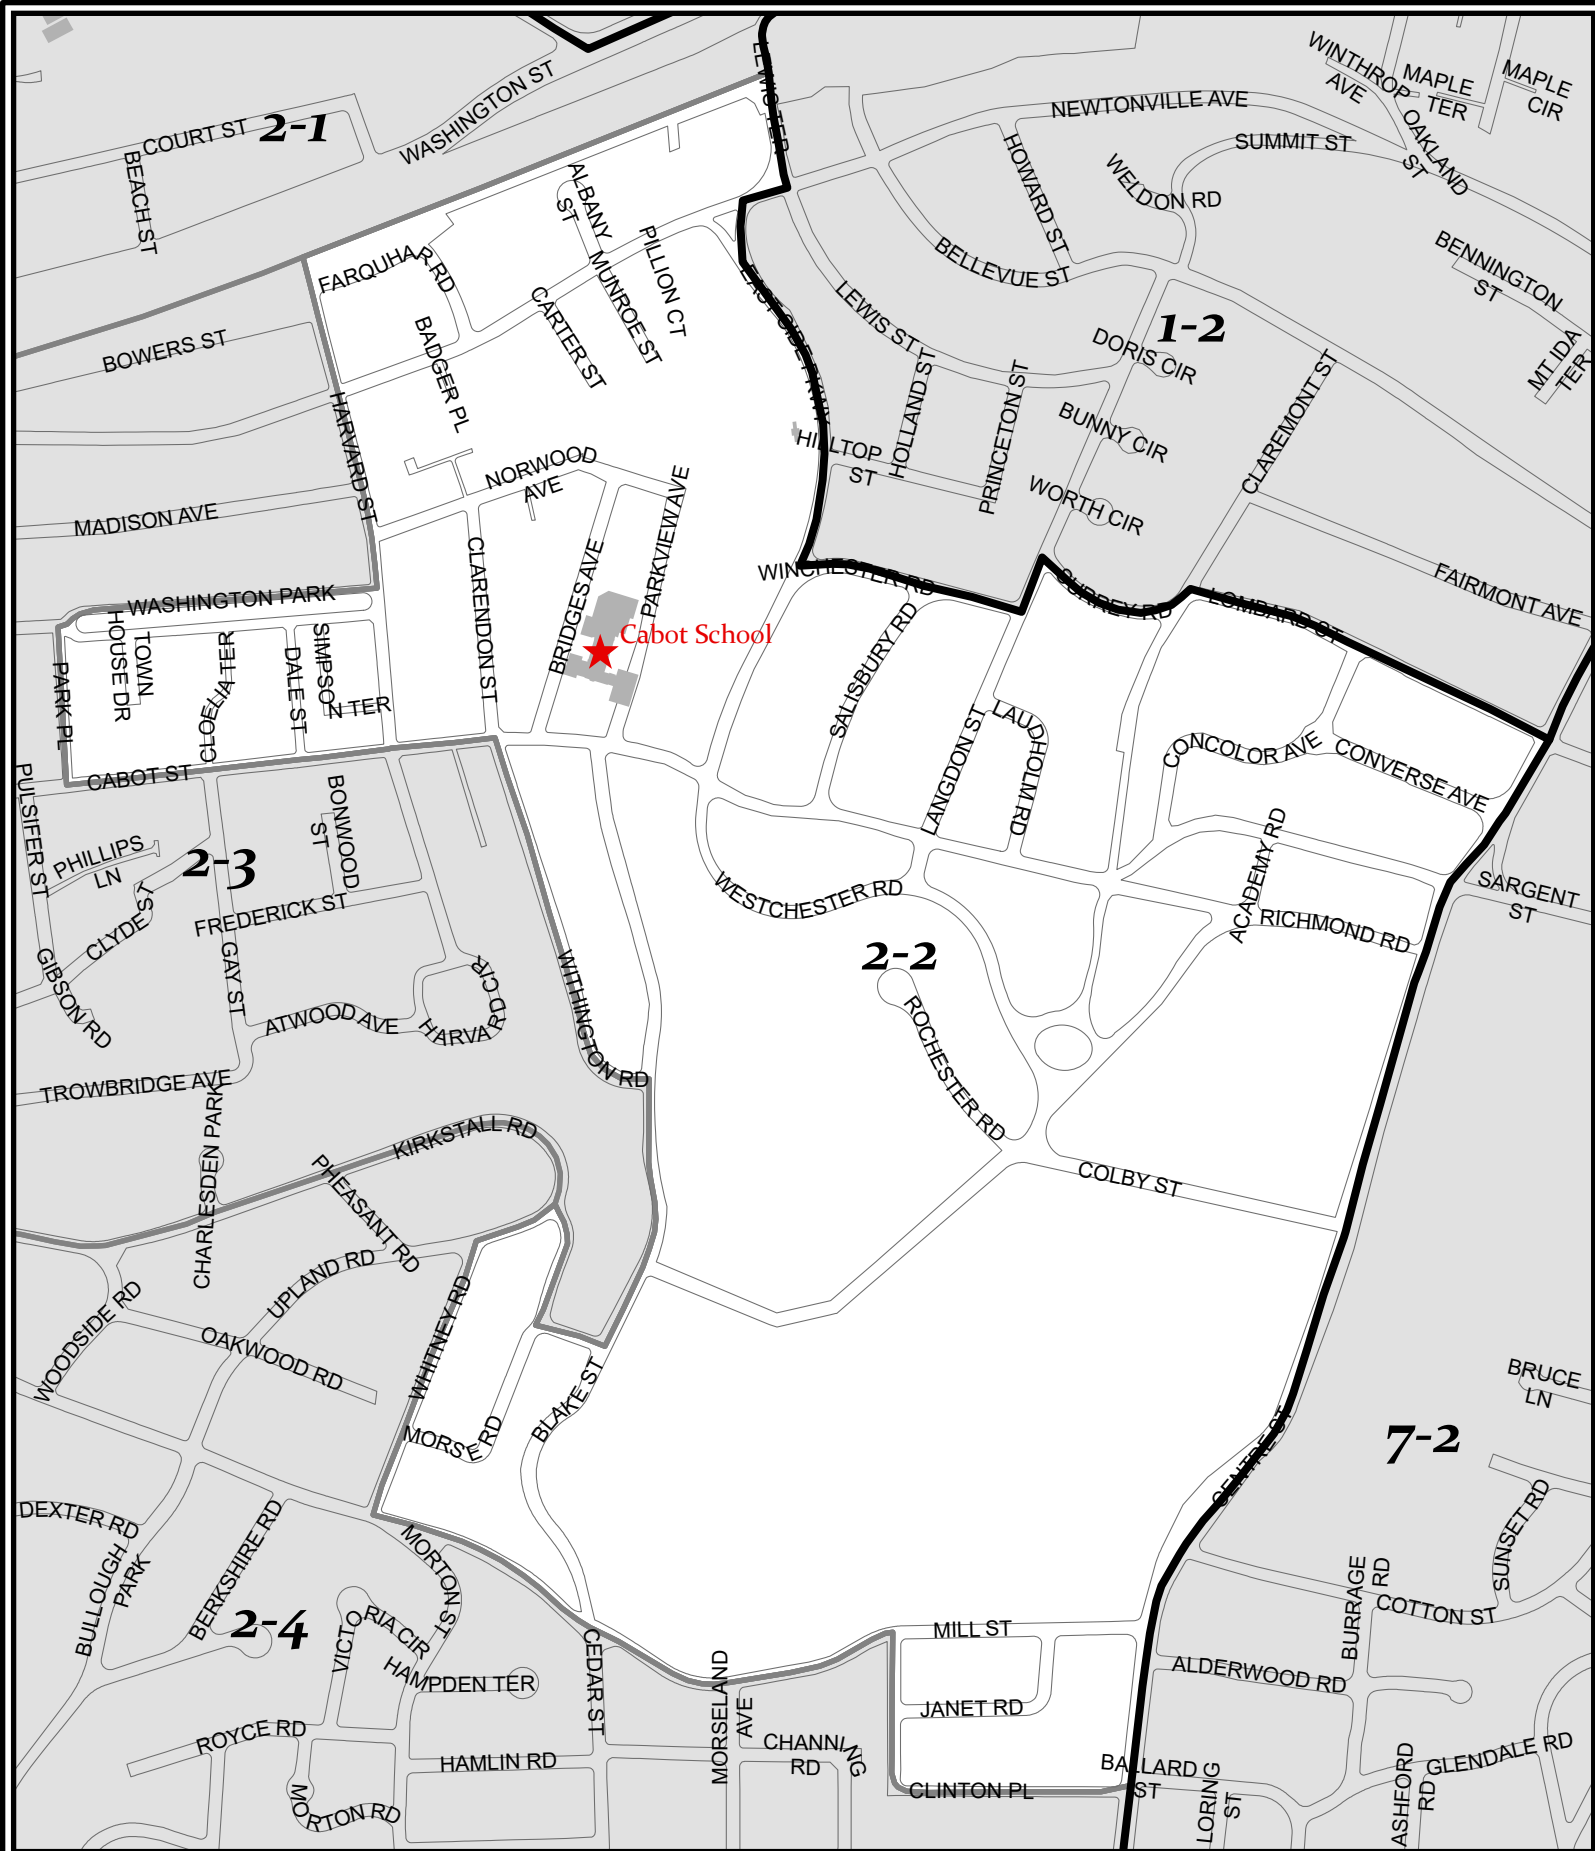 LEWIS TER
WASHINGTON ST
COURT ST
2-1
BEACH ST
NEWTONVILLE AVE
WINTHROP
AVE
MAPLE
TER
MAPLE
CIR
OAKLAND
ST
SUMMIT ST
HOWARD ST
WELDON RD
ALBANY
ST
PILLION CT
MUNROE ST
FARQUHAR RD
BELLEVUE ST
BENNINGTON
ST
EAST SIDE PKWY
LEWIS ST
1-2
DORIS CIR
MT IDA
TER
BOWERS ST
BADGER PL
CARTER ST
HOLLAND ST
PRINCETON ST
BUNNY CIR
CLAREMONT ST
HARVARD ST
HILLTOP
ST
NORWOOD
AVE
PARKVIEW AVE
WORTH CIR
MADISON AVE
CLARENDON ST
BRIDGES AVE
WINCHESTER RD
SURREY RD
LOMBARD ST
FAIRMONT AVE
WASHINGTON PARK
TOWN
HOUSE DR
CLOELIA TER
DALE ST
SIMPSON TER
PARK PL
Cabot School
SALISBURY RD
LANGDON ST
LAUDHOLM RD
CONCOLOR AVE
CONVERSE AVE
CABOT ST
PULSIFER ST
BONWOOD
ST
PHILLIPS
LN
2-3
CLYDE ST
FREDERICK ST
GAY ST
GIBSON RD
ATWOOD AVE
HARVARD CIR
WITHINGTON RD
WESTCHESTER RD
2-2
ACADEMY RD
RICHMOND RD
SARGENT
ST
ROCHESTER RD
TROWBRIDGE AVE
CHARLESDEN PARK
KIRKSTALL RD
PHEASANT RD
COLBY ST
UPLAND RD
WOODSIDE RD
OAKWOOD RD
WHITNEY RD
MORSE RD
BLAKE ST
CENTRE ST
7-2
BRUCE
LN
SUNSET RD
DEXTER RD
BULLOUGH
PARK
BERKSHIRE RD
MORTON ST
2-4
VICTORIA CIR
HAMPDEN TER
CEDAR ST
MORSELAND
AVE
MILL ST
JANET RD
BURRAGE
RD
COTTON ST
ALDERWOOD RD
ROYCE RD
HAMLIN RD
CHANNING
RD
MORTON RD
CLINTON PL
BALLARD
ST
LORING
ST
ASHFORD
RD
GLENDALE RD